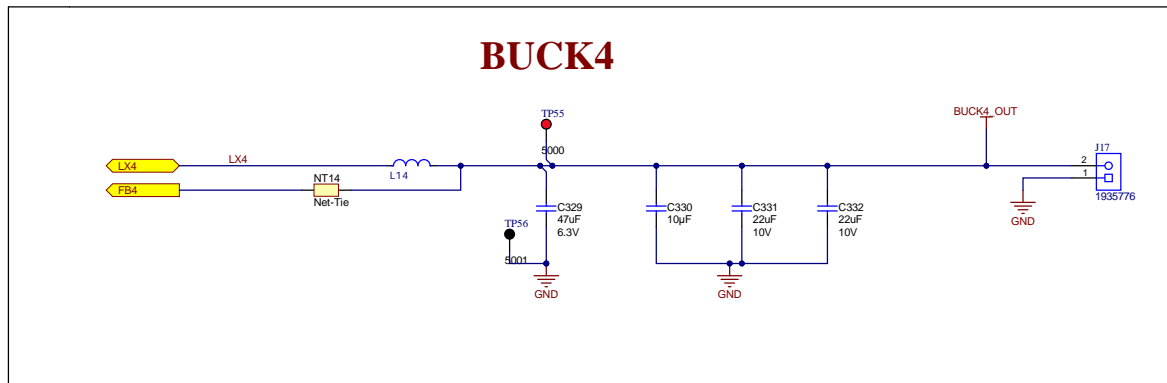 BUCK4
TP55
5000
BUCK4_OUT
LX4
LX4
L14
FB4
NT14
Net-Tie
C329
47uF
6.3V
TP56
5001
GND
C330
10µF
C331
22uF
10V
C332
22uF
10V
GND
J17
2
1
1935776
GND